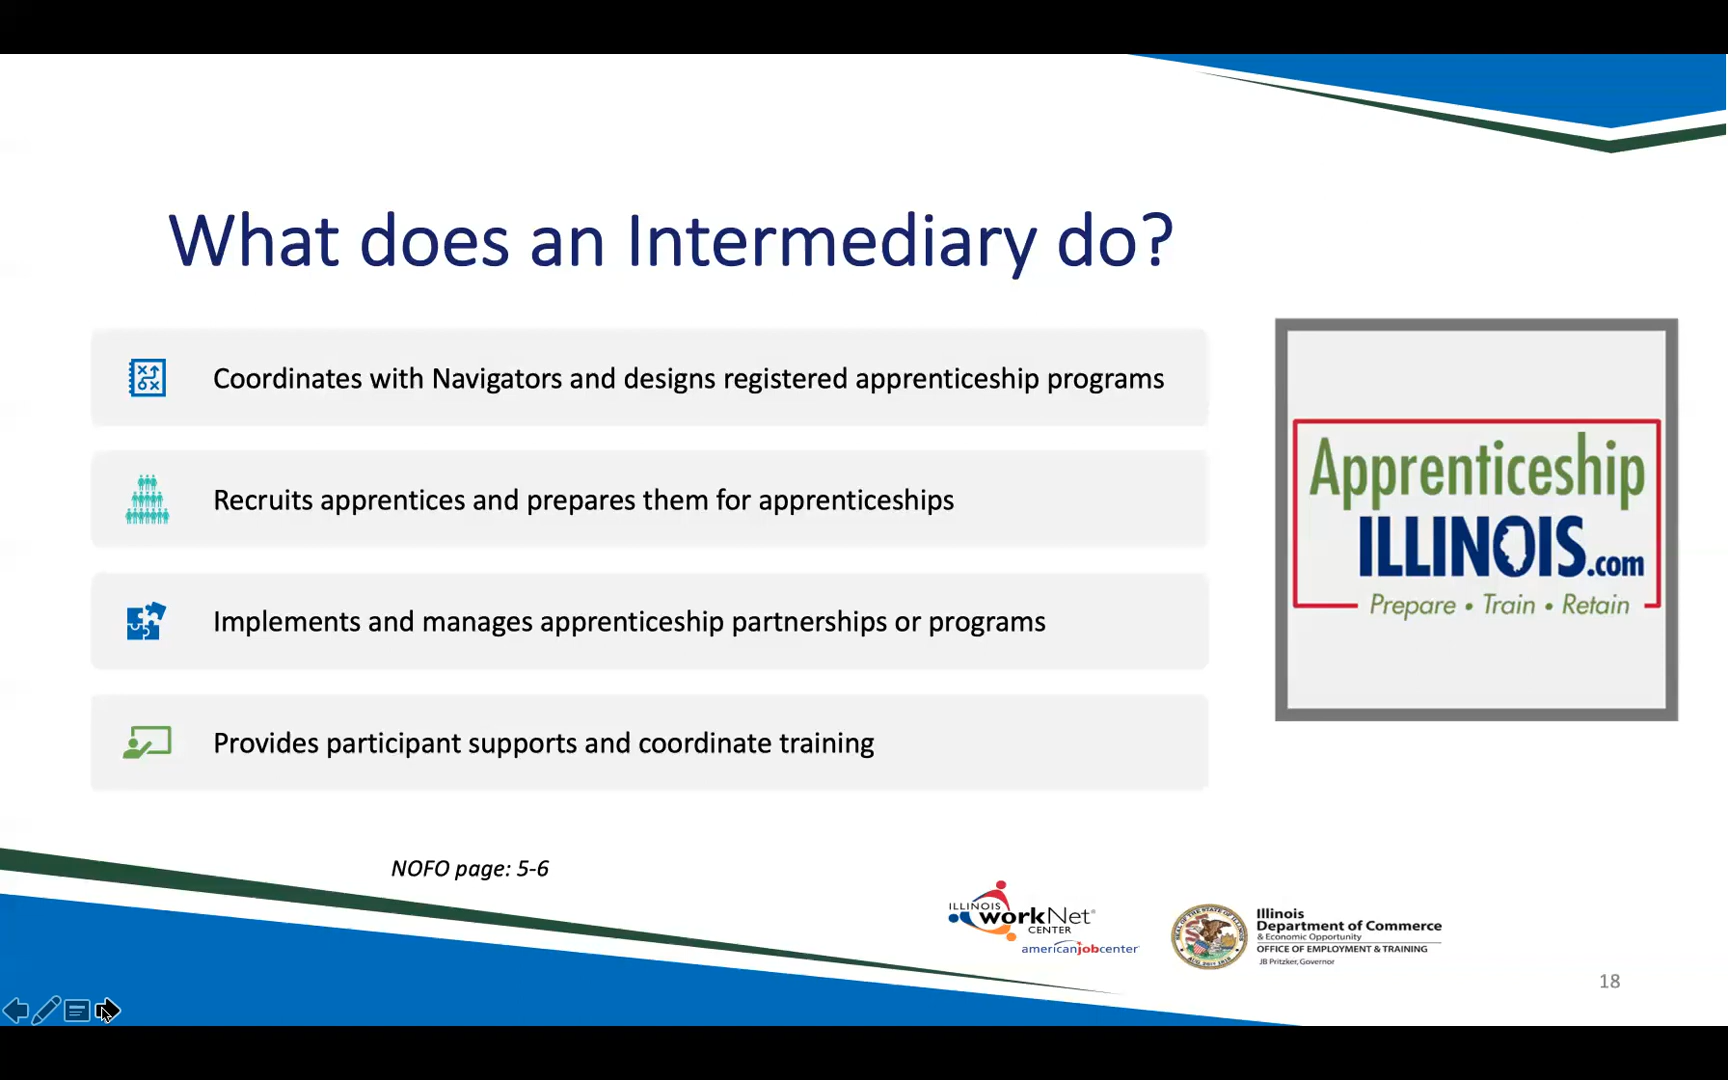 What does an Intermediary do?
Coordinates with Navigators and designs registered apprenticeship programs
Recruits apprentices and prepares them for apprenticeships
Implements and manages apprenticeship partnerships or programs
Provides participant supports and coordinate training
Apprenticeship
ILLINOIS.com
Prepare • Train • Retain
NOFO page: 5-6
ILLINOIS
workNet®
CENTER
americanjobcenter
Illinois
Department of Commerce
& Economic Opportunity
OFFICE OF EMPLOYMENT & TRAINING
JB Pritzker, Governor
18